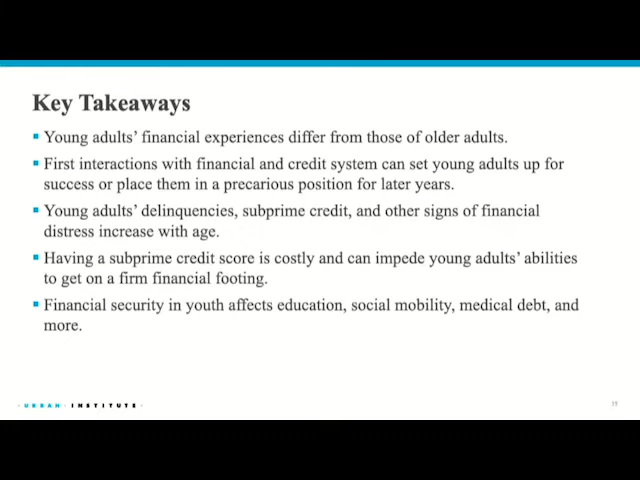 Key Takeaways
Young adults’ financial experiences differ from those of older adults.
First interactions with financial and credit system can set young adults up for
success or place them in a precarious position for later years.
Young adults’ delinquencies, subprime credit, and other signs of financial
distress increase with age.
Having a subprime credit score is costly and can impede young adults’ abilities
to get on a firm financial footing.
Financial security in youth affects education, social mobility, medical debt, and
more.
· URBAN · INSTITUTE ·